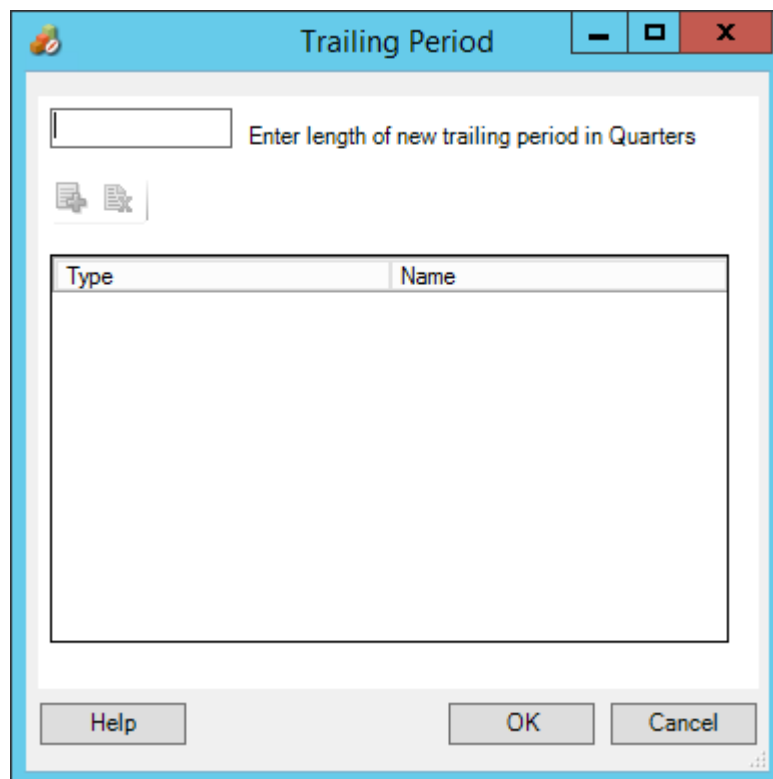 Trailing Period
Enter length of new trailing period in Quarters
Type Name
Help OK Cancel